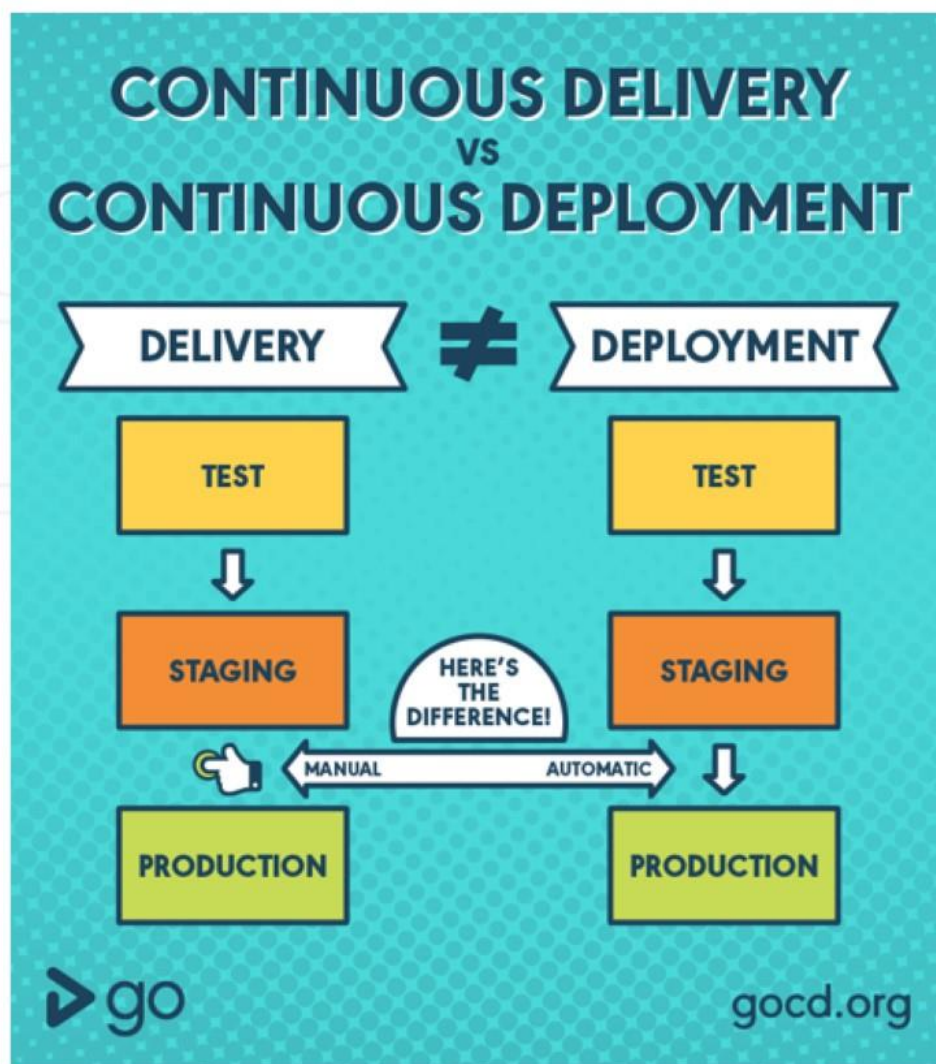 CONTINUOUS DELIVERY
VS
CONTINUOUS DEPLOYMENT
DELIVERY ≠ DEPLOYMENT
TEST TEST
STAGING STAGING
HERE'S
THE
DIFFERENCE!
MANUAL AUTOMATIC
PRODUCTION PRODUCTION
go gocd.org